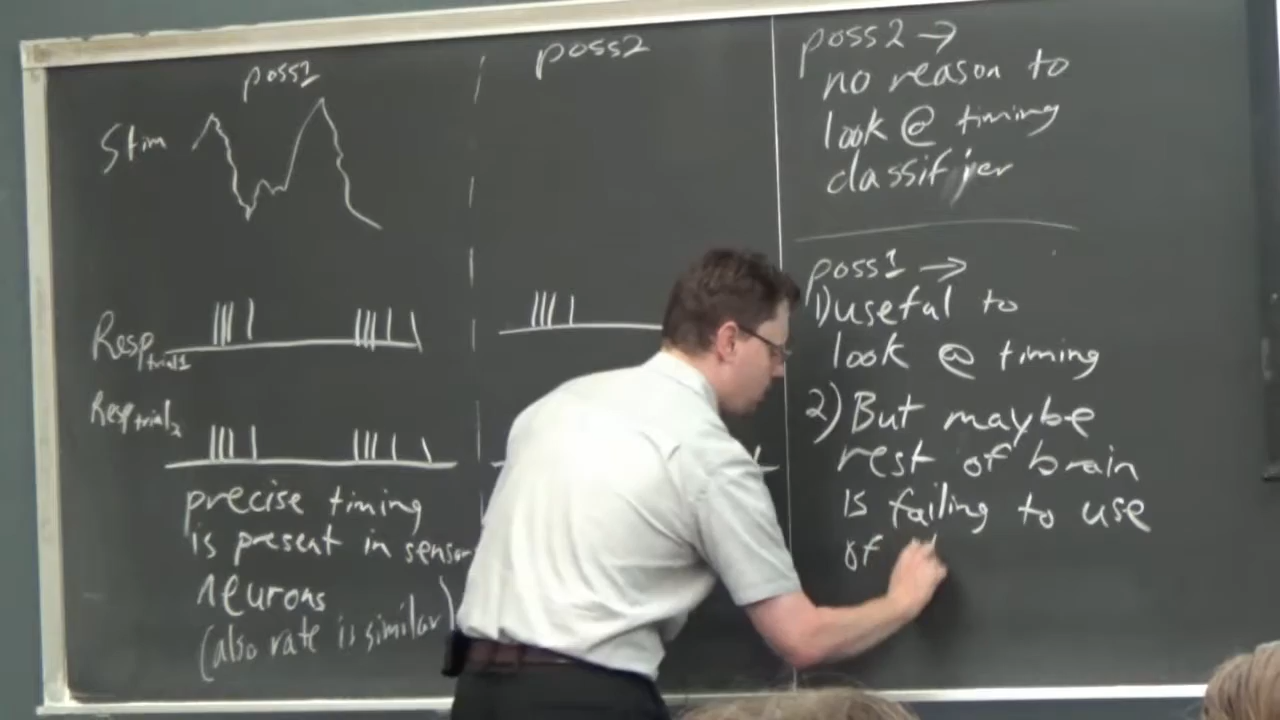 poss1
Stim
Resp trial1
Resp trial2
precise timing
is present in sensor
neurons
(also rate is similar)
poss2
poss2 →
no reason to
look @ timing
classifier
poss1 →
1) useful to
look @ timing
2) But maybe
rest of brain
is failing to use
of